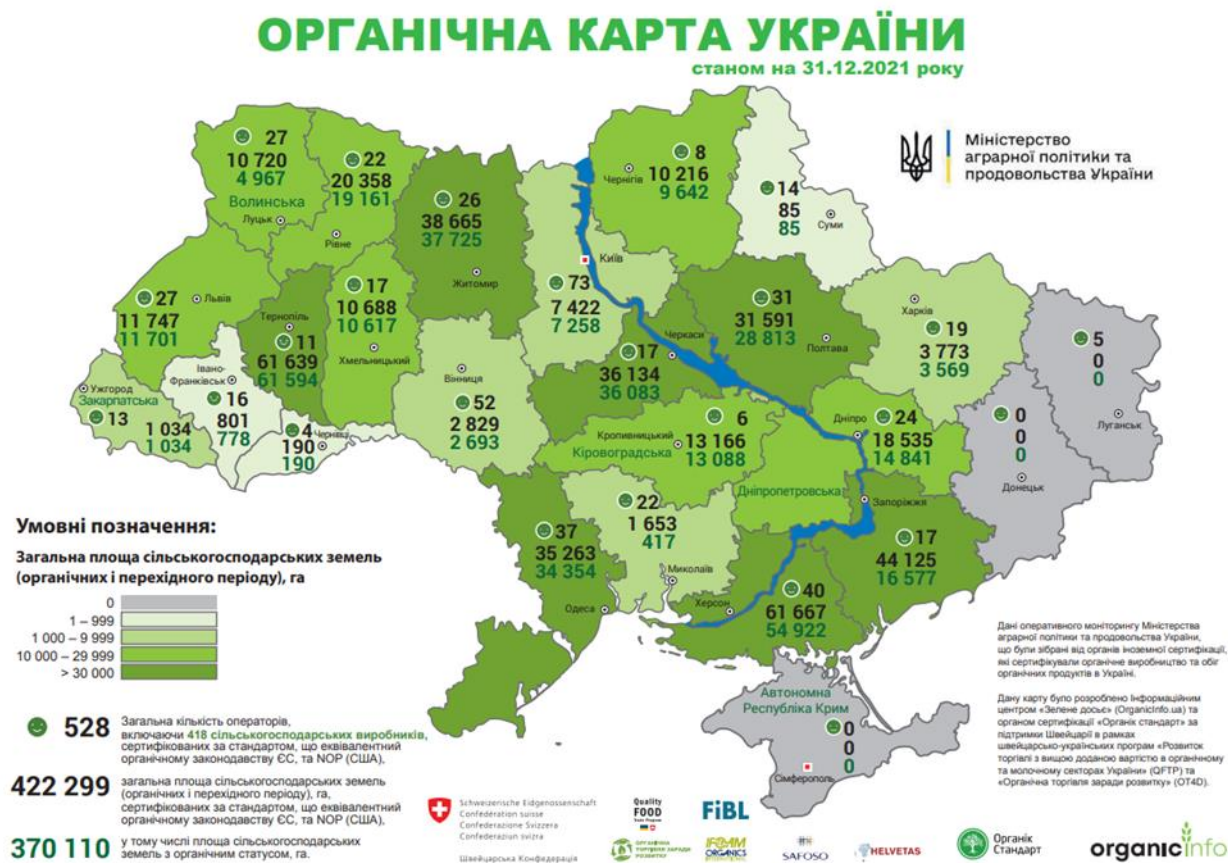 ОРГАНІЧНА КАРТА УКРАЇНИ
станом на 31.12.2021 року
Міністерство
аграрної політики та
продовольства України
27
10 720
4 967
Волинська
Луцьк
22
20 358
19 161
Рівне
26
38 665
37 725
Житомир
8
Чернігів
10 216
9 642
14
85
85
Суми
Київ
73
7 422
7 258
27
Львів
11 747
11 701
Тернопіль
11
61 639
61 594
17
10 688
10 617
Хмельницький
Вінниця
52
2 829
2 693
Черкаси
17
36 134
36 083
31
31 591
28 813
Полтава
Харків
19
3 773
3 569
5
0
0
Луганськ
0
0
0
Донецьк
Ужгород
Закарпатська
13
1 034
1 034
Івано-
Франківськ
16
801
778
4
Чернівці
190
190
6
Кропивницький
13 166
Кіровоградська
13 088
Дніпро
24
18 535
14 841
Дніпропетровська
Запоріжжя
17
44 125
16 577
22
1 653
417
Миколаїв
37
35 263
34 354
Одеса
40
Херсон
61 667
54 922
Автономна
Республіка Крим
0
0
0
Сімферополь
Умовні позначення:
Загальна площа сільськогосподарських земель
(органічних і перехідного періоду), га
0
1 – 999
1 000 – 9 999
10 000 – 29 999
> 30 000
528
Загальна кількість операторів,
включаючи 418 сільськогосподарських виробників,
сертифікованих за стандартом, що еквівалентний
органічному законодавству ЄС, та NOP (США),
422 299
загальна площа сільськогосподарських земель
(органічних і перехідного періоду), га,
сертифікованих за стандартом, що еквівалентний
органічному законодавству ЄС, та NOP (США),
370 110
у тому числі площа сільськогосподарських
земель з органічним статусом, га.
Дані оперативного моніторингу Міністерства
аграрної політики та продовольства України,
що були зібрані від органів іноземної сертифікації,
які сертифікували органічне виробництво та обіг
органічних продуктів в Україні.
Дану карту було розроблено Інформаційним
центром «Зелене досьє» (Organicinfo.ua) та
органом сертифікації «Органік стандарт» за
підтримки Швейцарії в рамках
швейцарсько-українських програм «Розвиток
торгівлі з вищою доданою вартістю в органічному
та молочному секторах України» (QFTP) та
«Органічна торгівля заради розвитку» (OT4D).
Schweizerische Eidgenossenschaft
Confédération suisse
Confederazione Svizzera
Confederaziun svizra
Швейцарська Конфедерація
Quality
FOOD
FiBL
ОРГАНІЧНА
ТОРГІВЛЯ ЗАРАДИ
РОЗВИТКУ
IFOAM
ORGANICS
INTERNATIONAL
SAFOSO
HELVETAS
Органік
Стандарт
organicinfo